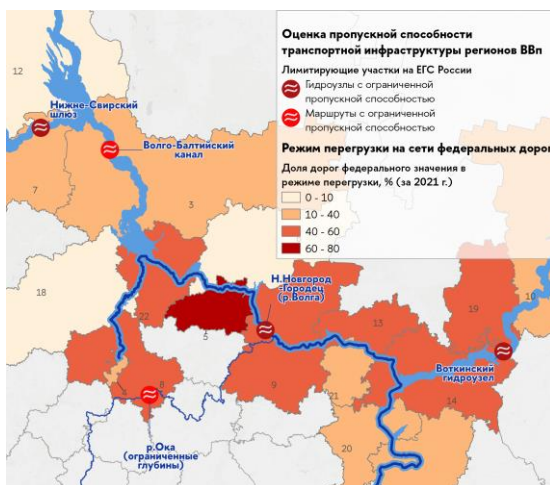 Оценка пропускной способности
транспортной инфраструктуры регионов ВВп
Лимитирующие участки на ЕГС России
Гидроузлы с ограниченной
пропускной способностью
Маршруты с ограниченной
пропускной способностью
Режим перегрузки на сети федеральных дорог
Доля дорог федерального значения в
режиме перегрузки, % (за 2021 г.)
0 - 10
10 - 40
40 - 60
60 - 80
12
Нижне-Свирский
шлюз
Волго-Балтийский
канал
7
3
18
22
5
Н.Новгород
-Городец
(р.Волга)
19
10
13
Воткинский
гидроузел
4
8
9
21
14
20
р.Ока
(ограниченные
глубины)